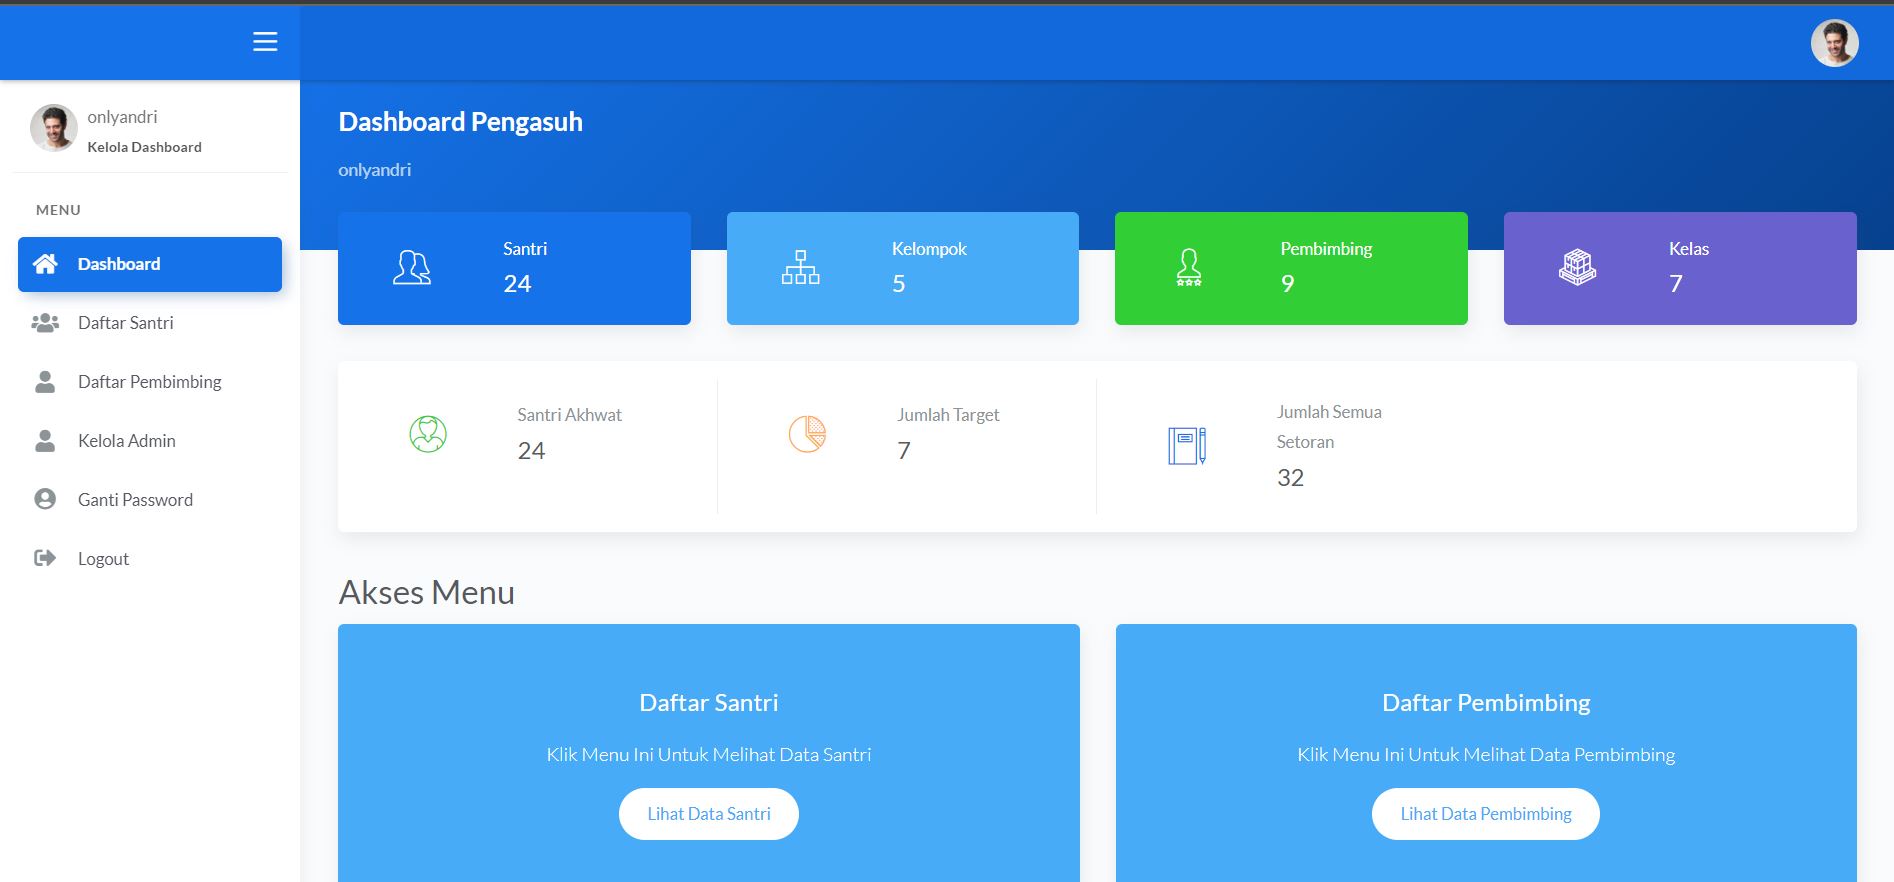 onlyandri
Kelola Dashboard
MENU
Dashboard
Daftar Santri
Daftar Pembimbing
Kelola Admin
Ganti Password
Logout
Dashboard Pengasuh
onlyandri
Santri
24
Kelompok
5
Pembimbing
9
Kelas
7
Santri Akhwat
24
Jumlah Target
7
Jumlah Semua
Setoran
32
Akses Menu
Daftar Santri
Klik Menu Ini Untuk Melihat Data Santri
Lihat Data Santri
Daftar Pembimbing
Klik Menu Ini Untuk Melihat Data Pembimbing
Lihat Data Pembimbing